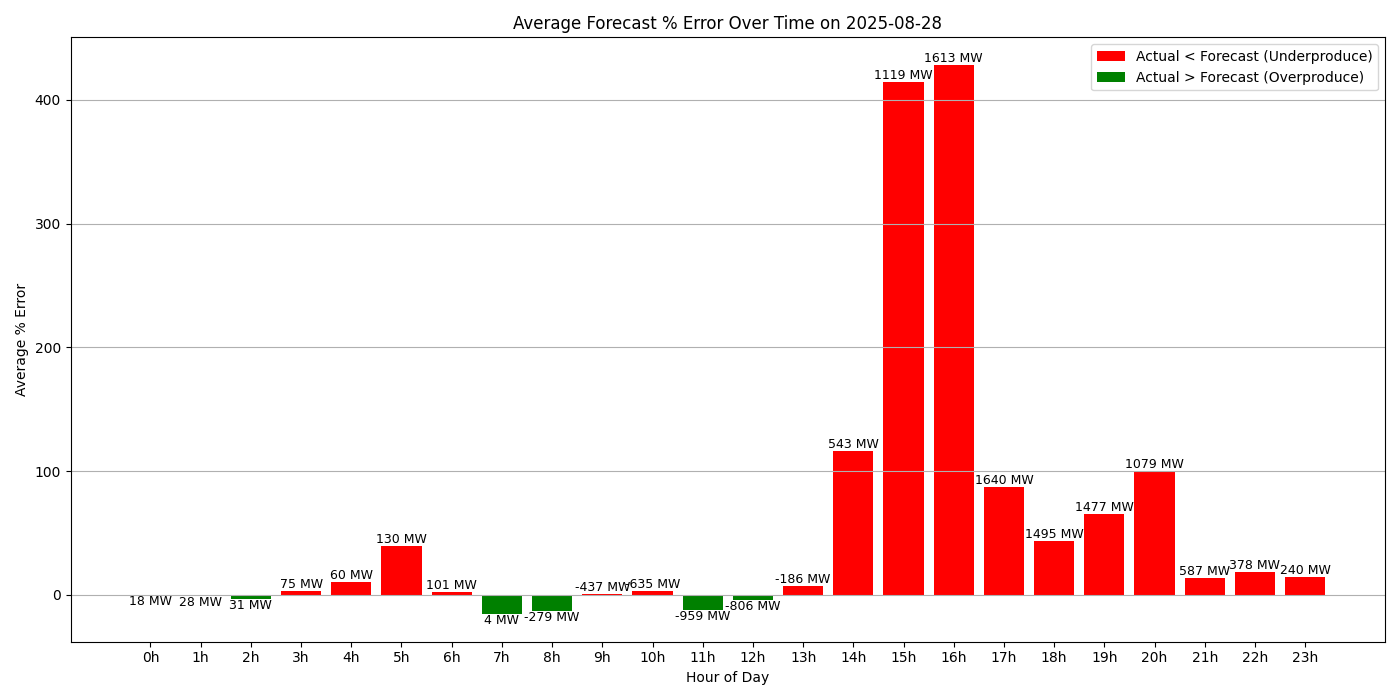 Average Forecast % Error Over Time on 2025-08-28
Actual < Forecast (Underproduce)
Actual > Forecast (Overproduce)
Average % Error
400
300
200
100
0
18 MW
28 MW
31 MW
75 MW
60 MW
130 MW
101 MW
4 MW
-279 MW
-437 MW
-635 MW
-959 MW
-806 MW
-186 MW
543 MW
1119 MW
1613 MW
1640 MW
1495 MW
1477 MW
1079 MW
587 MW
378 MW
240 MW
0h 1h 2h 3h 4h 5h 6h 7h 8h 9h 10h 11h 12h 13h 14h 15h 16h 17h 18h 19h 20h 21h 22h 23h
Hour of Day